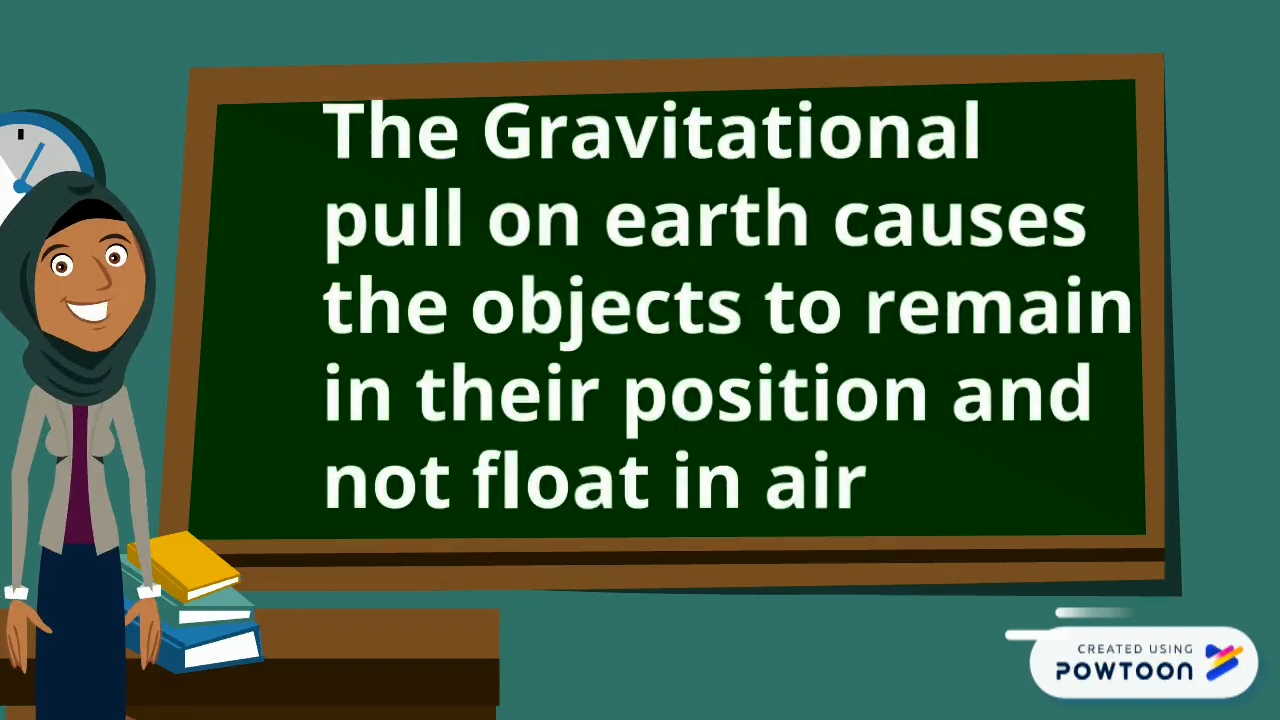 The Gravitational
pull on earth causes
the objects to remain
in their position and
not float in air
CREATED USING
POWTOON